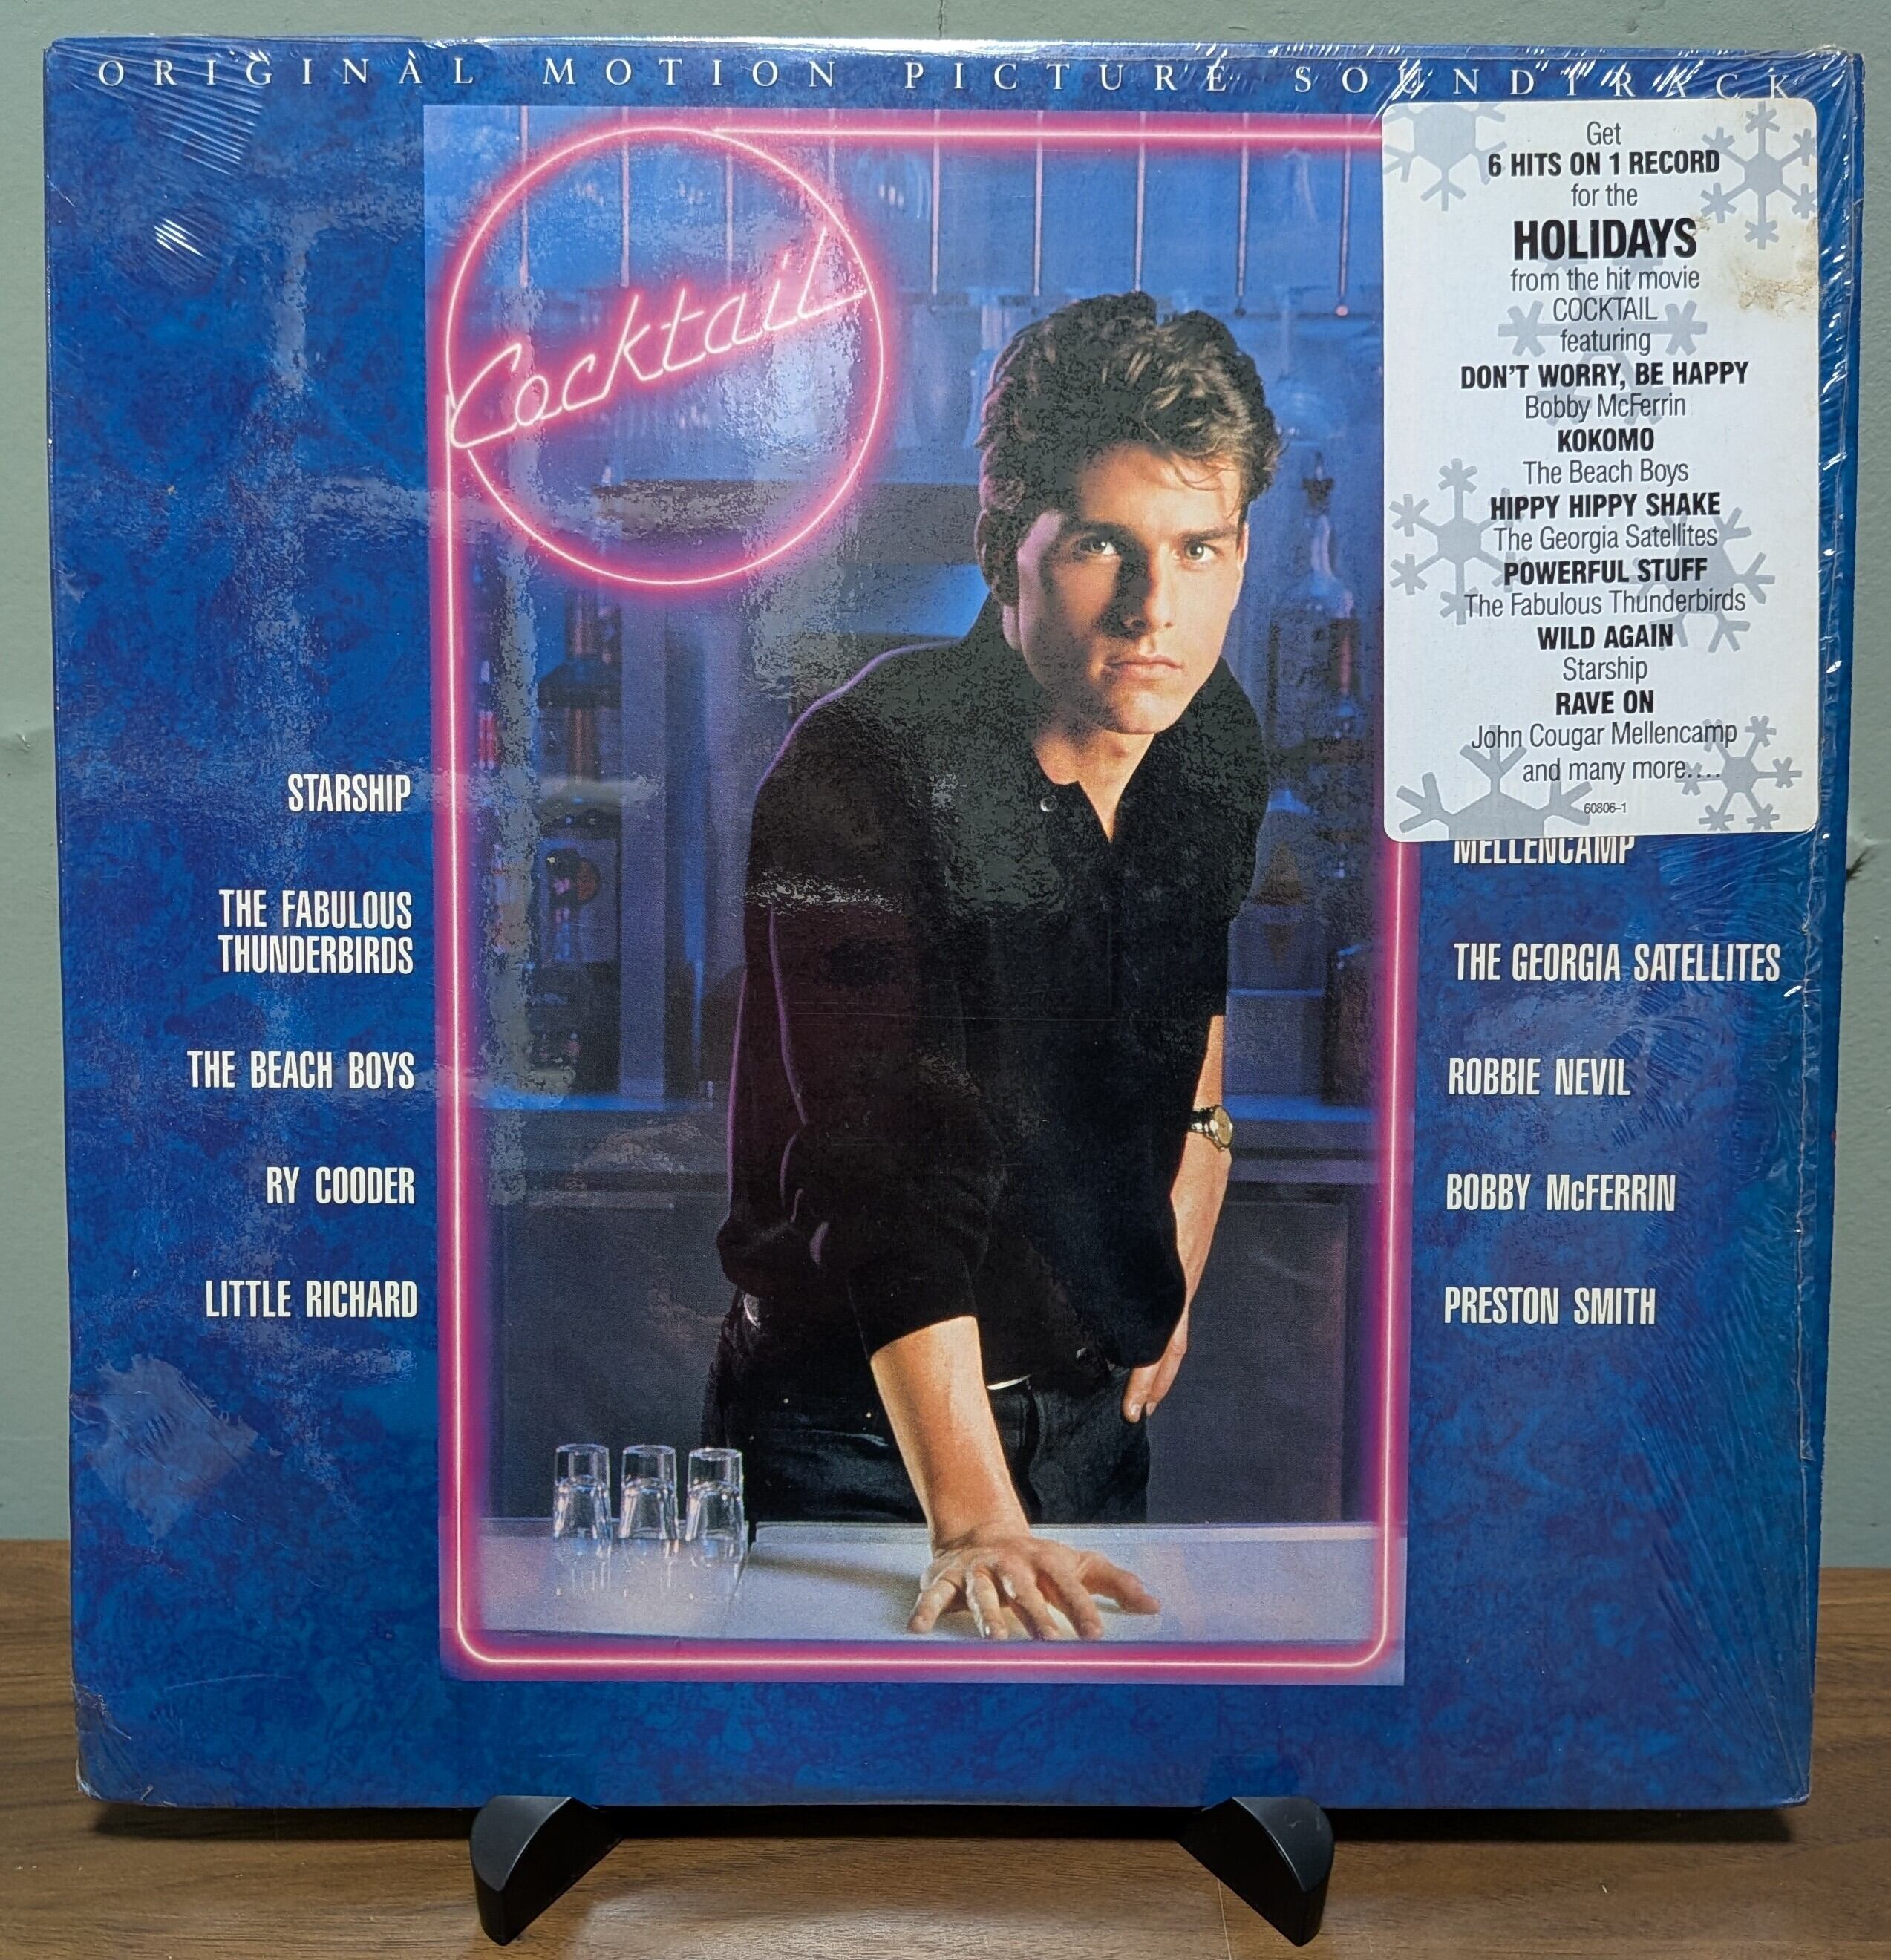 ORIGINAL MOTION PICTURE SOUNDTRACK
Cocktail
Get
6 HITS ON 1 RECORD
for the
HOLIDAYS
from the hit movie
COCKTAIL
featuring
DON'T WORRY, BE HAPPY
Bobby McFerrin
KOKOMO
The Beach Boys
HIPPY HIPPY SHAKE
The Georgia Satellites
POWERFUL STUFF
The Fabulous Thunderbirds
WILD AGAIN
Starship
RAVE ON
John Cougar Mellencamp
and many more....
60806-1
STARSHIP
THE FABULOUS
THUNDERBIRDS
THE BEACH BOYS
RY COODER
LITTLE RICHARD
MELLENCAMP
THE GEORGIA SATELLITES
ROBBIE NEVIL
BOBBY McFERRIN
PRESTON SMITH